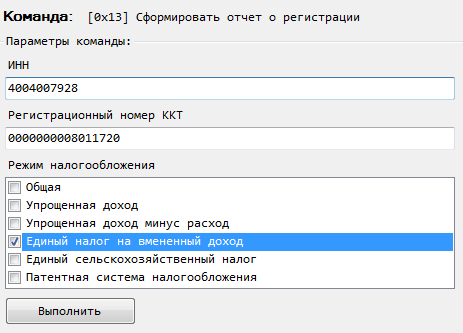 Команда: [0x13] Сформировать отчет о регистрации
Параметры команды:
ИНН
4004007928
Регистрационный номер ККТ
0000000008011720
Режим налогообложения
Общая
Упрощенная доход
Упрощенная доход минус расход
Единый налог на вмененный доход
Единый сельскохозяйственный налог
Патентная система налогообложения
Выполнить